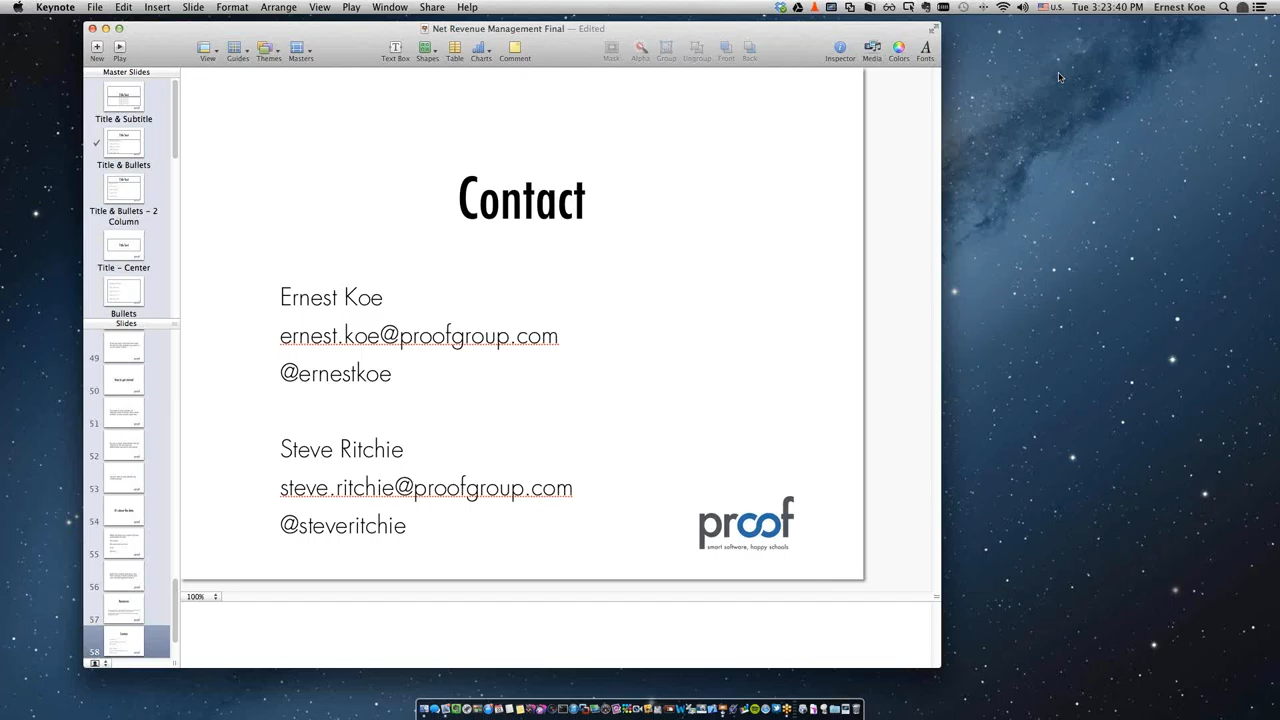 Keynote File Edit Insert Slide Format Arrange View Play Window Share Help
u.s. Tue 3:23:40 PM Ernest Koe
Net Revenue Management Final — Edited
New Play View Guides Themes Masters Text Box Shapes Table Charts Comment Mask Alpha Group Ungroup Front Back Inspector Media Colors Fonts
Master Slides
Title & Subtitle
Title & Bullets
Title & Bullets – 2
Column
Title – Center
Bullets
Slides
49
50
51
52
53
54
55
56
57
58
Contact
Ernest Koe
ernest.koe@proofgroup.com
@ernestkoe
Steve Ritchie
steve.ritchie@proofgroup.com
@steveritchie
proof
smart software, happy schools
100%